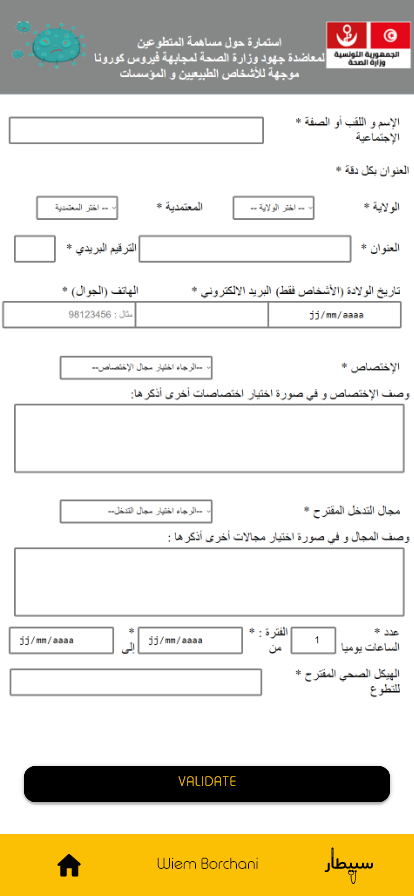 استمارة حول مساهمة المتطوعين
لمعاضدة جهود وزارة الصحة لمجابهة فيروس كورونا
موجهة للأشخاص الطبيعيين و المؤسسات
الجمهورية التونسية
وزارة الصحة
الإسم و اللقب أو الصفة *
الإجتماعية
العنوان بكل دقة *
الولاية * -- اختر الولاية -- المعتمدية * -- اختر المعتمدية
العنوان * الترقيم البريدي *
تاريخ الولادة (الأشخاص فقط) البريد الالكتروني * الهاتف (الجوال) *
jj/mm/aaaa مثال : 98123456
الإختصاص * --الرجاء اختيار مجال الإختصاص--
وصف الإختصاص و في صورة اختيار اختصاصات أخرى أذكرها:
مجال التدخل المقترح * --الرجاء اختيار مجال التدخل--
وصف المجال و في صورة اختيار مجالات أخرى أذكرها :
عدد * 1 الفترة : * jj/mm/aaaa * jj/mm/aaaa
الساعات يوميا من إلى
الهيكل الصحي المقترح *
للتطوع
VALIDATE
Wiem Borchani سبيطار